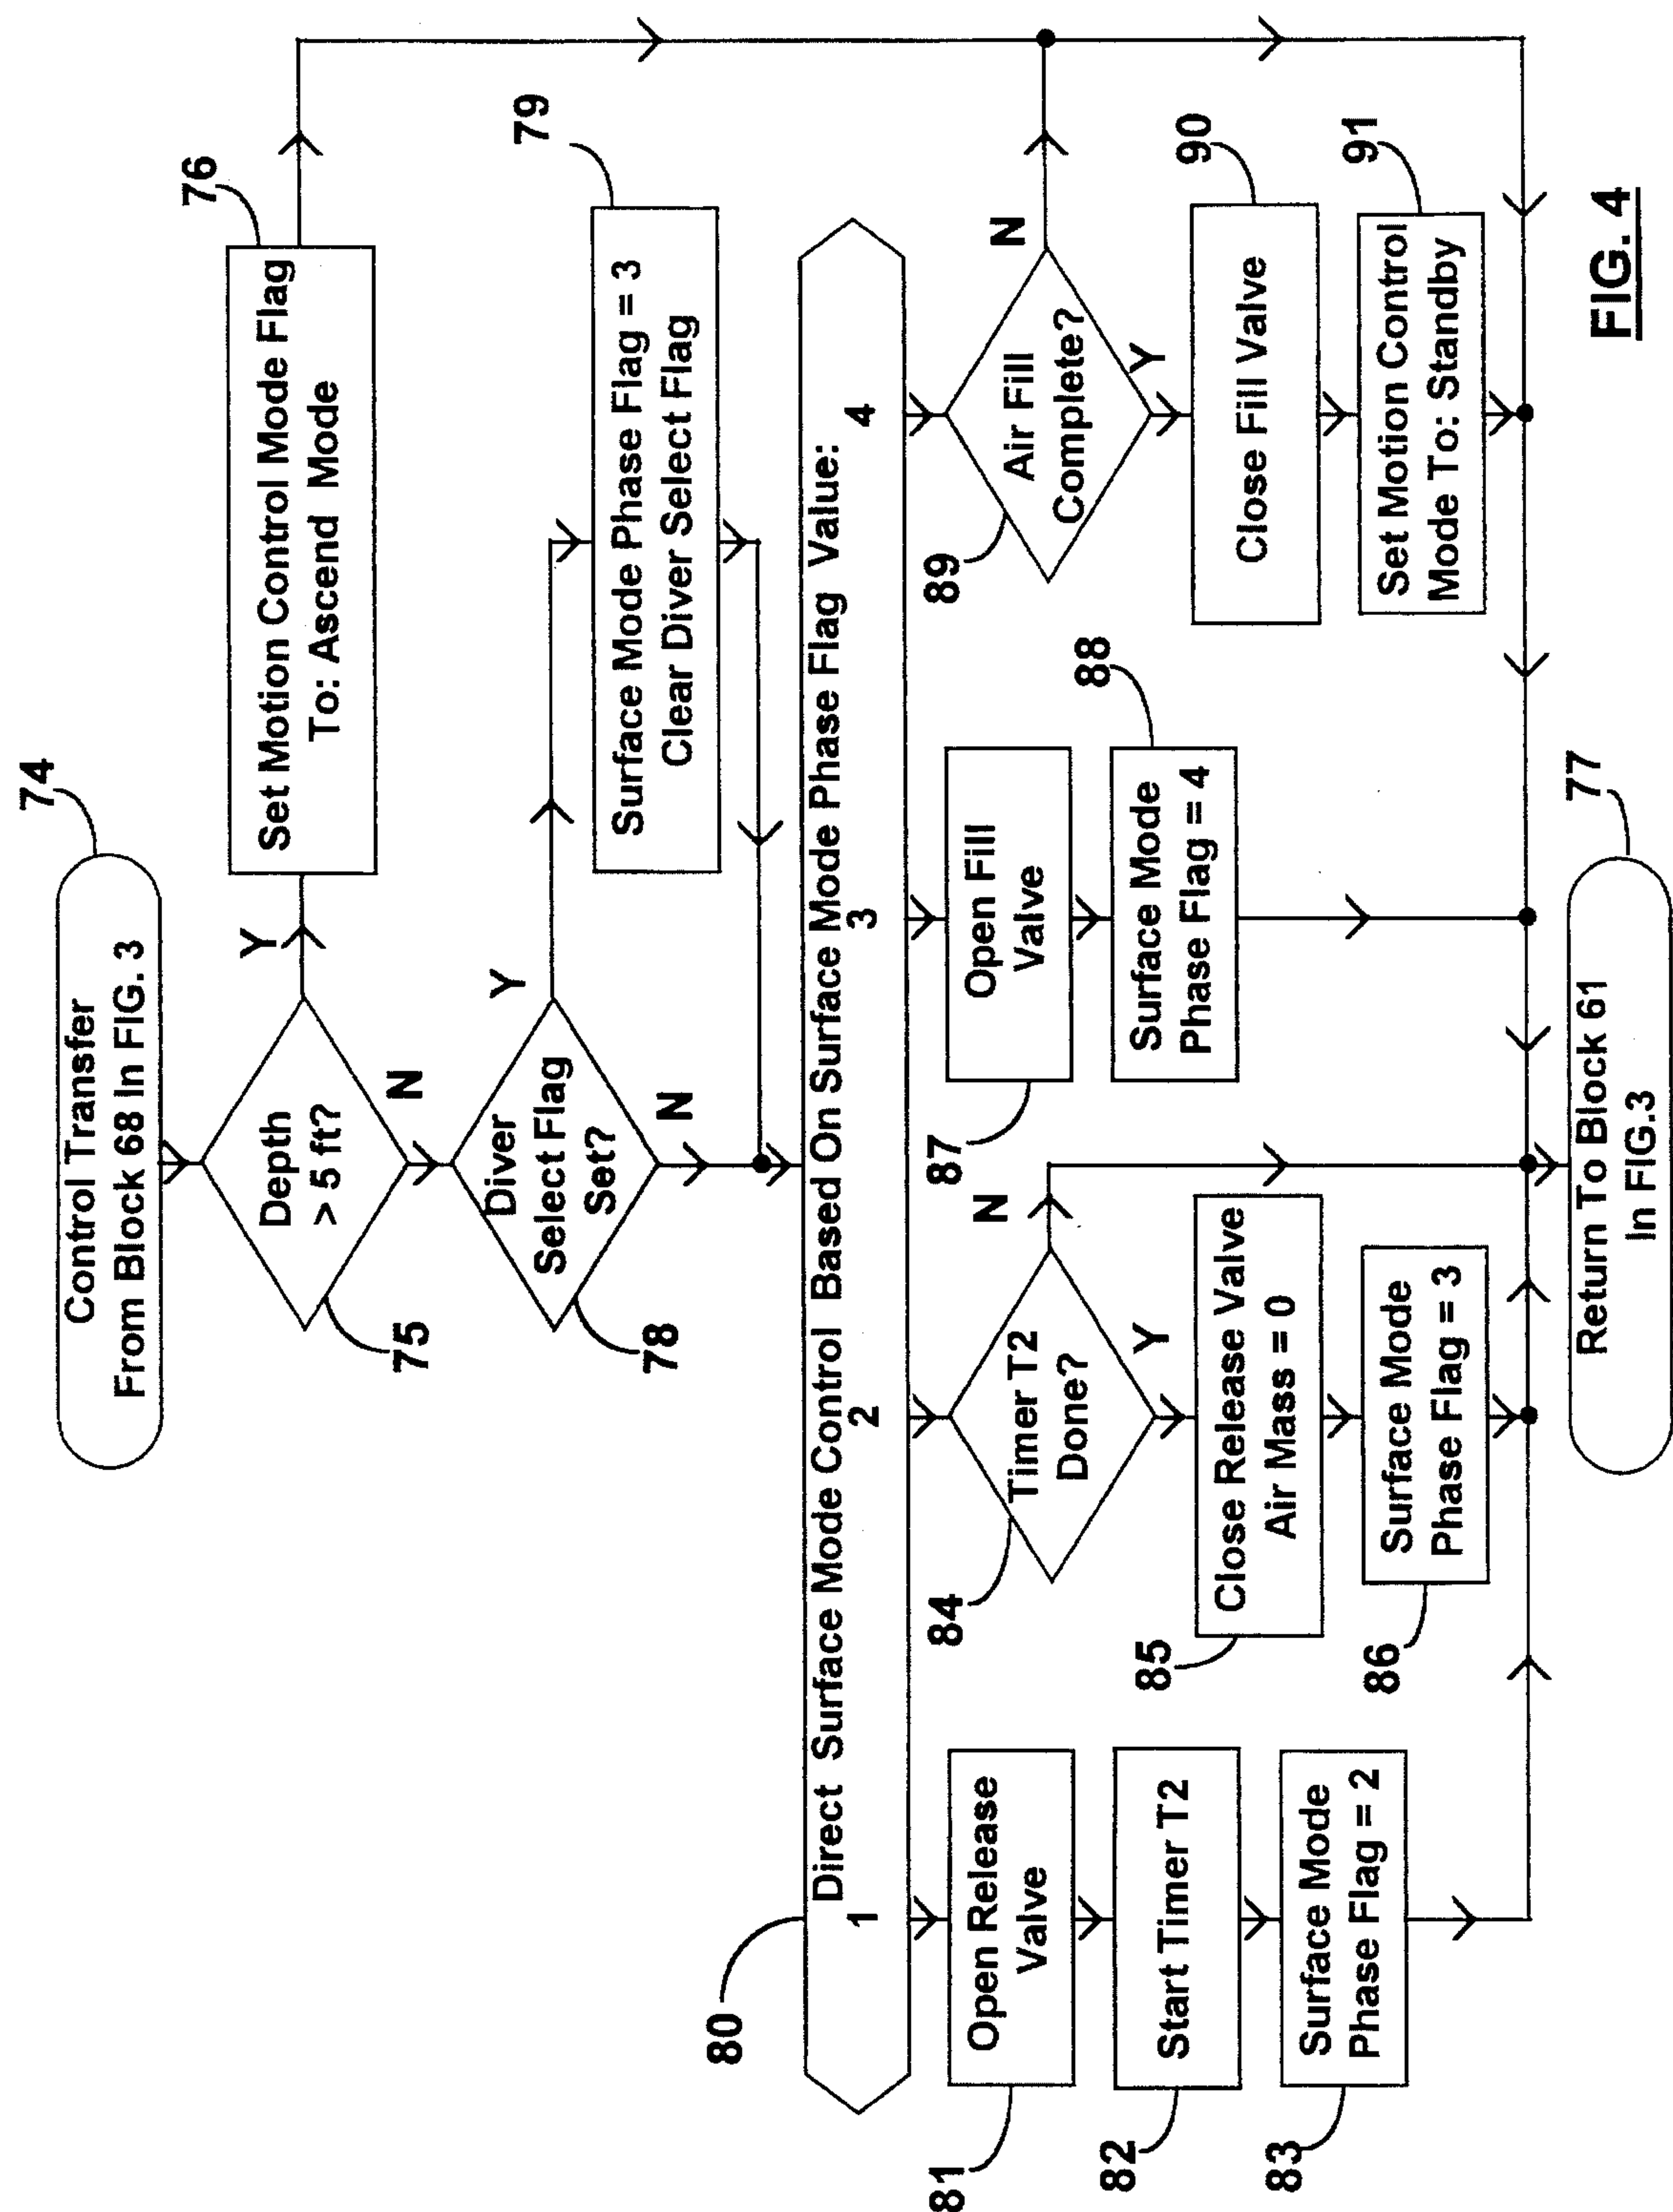 74
Control Transfer
From Block 68 In FIG. 3
75
Depth
> 5 ft?
Y
N
76
Set Motion Control Mode Flag
To: Ascend Mode
78
Diver
Select Flag
Set?
Y
N
79
Surface Mode Phase Flag = 3
Clear Diver Select Flag
80
Direct Surface Mode Control Based On Surface Mode Phase Flag Value:
1
2
3
4
81
Open Release
Valve
82
Start Timer T2
83
Surface Mode
Phase Flag = 2
84
Timer T2
Done?
N
Y
85
Close Release Valve
Air Mass = 0
86
Surface Mode
Phase Flag = 3
87
Open Fill
Valve
88
Surface Mode
Phase Flag = 4
89
Air Fill
Complete?
N
Y
90
Close Fill Valve
91
Set Motion Control
Mode To: Standby
77
Return To Block 61
In FIG.3
FIG. 4